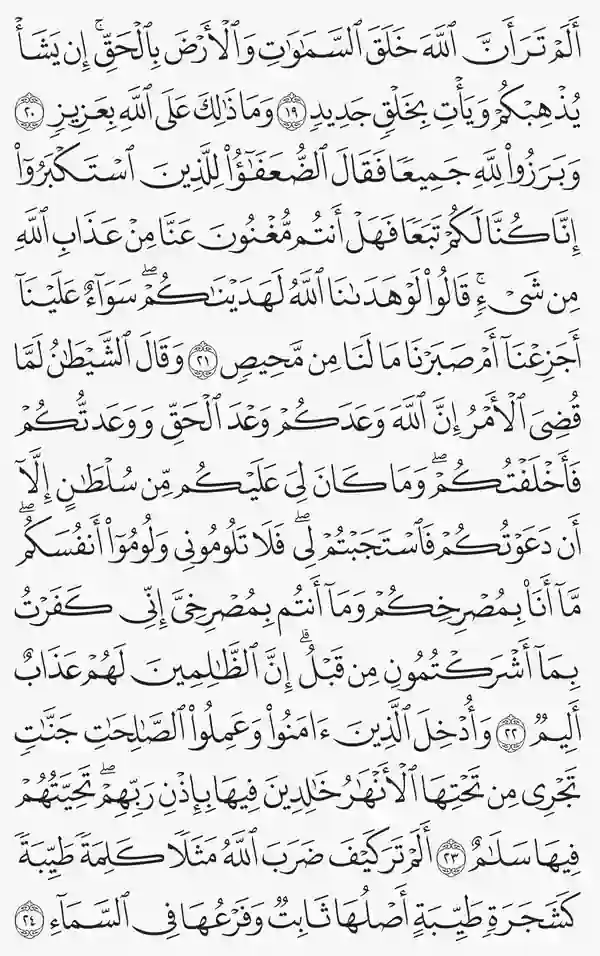 أَلَمْ تَرَ أَنَّ ٱللَّهَ خَلَقَ ٱلسَّمَـٰوَٰتِ وَٱلْأَرْضَ بِٱلْحَقِّ ۚ إِن يَشَأْ
يُذْهِبْكُمْ وَيَأْتِ بِخَلْقٍ جَدِيدٍ ١٩ وَمَا ذَٰلِكَ عَلَى ٱللَّهِ بِعَزِيزٍ ٢٠
وَبَرَزُوا۟ لِلَّهِ جَمِيعًا فَقَالَ ٱلضُّعَفَـٰٓؤُا۟ لِلَّذِينَ ٱسْتَكْبَرُوٓا۟
إِنَّا كُنَّا لَكُمْ تَبَعًا فَهَلْ أَنتُم مُّغْنُونَ عَنَّا مِنْ عَذَابِ ٱللَّهِ
مِن شَىْءٍ ۚ قَالُوا۟ لَوْ هَدَىٰنَا ٱللَّهُ لَهَدَيْنَـٰكُمْ ۖ سَوَآءٌ عَلَيْنَآ
أَجَزِعْنَآ أَمْ صَبَرْنَا مَا لَنَا مِن مَّحِيصٍ ٢١ وَقَالَ ٱلشَّيْطَـٰنُ لَمَّا
قُضِىَ ٱلْأَمْرُ إِنَّ ٱللَّهَ وَعَدَكُمْ وَعْدَ ٱلْحَقِّ وَوَعَدتُّكُمْ
فَأَخْلَفْتُكُمْ ۖ وَمَا كَانَ لِىَ عَلَيْكُم مِّن سُلْطَـٰنٍ إِلَّآ
أَن دَعَوْتُكُمْ فَٱسْتَجَبْتُمْ لِى ۖ فَلَا تَلُومُونِى وَلُومُوٓا۟ أَنفُسَكُم ۖ
مَّآ أَنَا۠ بِمُصْرِخِكُمْ وَمَآ أَنتُم بِمُصْرِخِىَّ ۖ إِنِّى كَفَرْتُ
بِمَآ أَشْرَكْتُمُونِ مِن قَبْلُ ۗ إِنَّ ٱلظَّـٰلِمِينَ لَهُمْ عَذَابٌ
أَلِيمٌ ٢٢ وَأُدْخِلَ ٱلَّذِينَ ءَامَنُوا۟ وَعَمِلُوا۟ ٱلصَّـٰلِحَـٰتِ جَنَّـٰتٍ
تَجْرِى مِن تَحْتِهَا ٱلْأَنْهَـٰرُ خَـٰلِدِينَ فِيهَا بِإِذْنِ رَبِّهِمْ ۖ تَحِيَّتُهُمْ
فِيهَا سَلَـٰمٌ ٢٣ أَلَمْ تَرَ كَيْفَ ضَرَبَ ٱللَّهُ مَثَلًا كَلِمَةً طَيِّبَةً
كَشَجَرَةٍ طَيِّبَةٍ أَصْلُهَا ثَابِتٌ وَفَرْعُهَا فِى ٱلسَّمَآءِ ٢٤